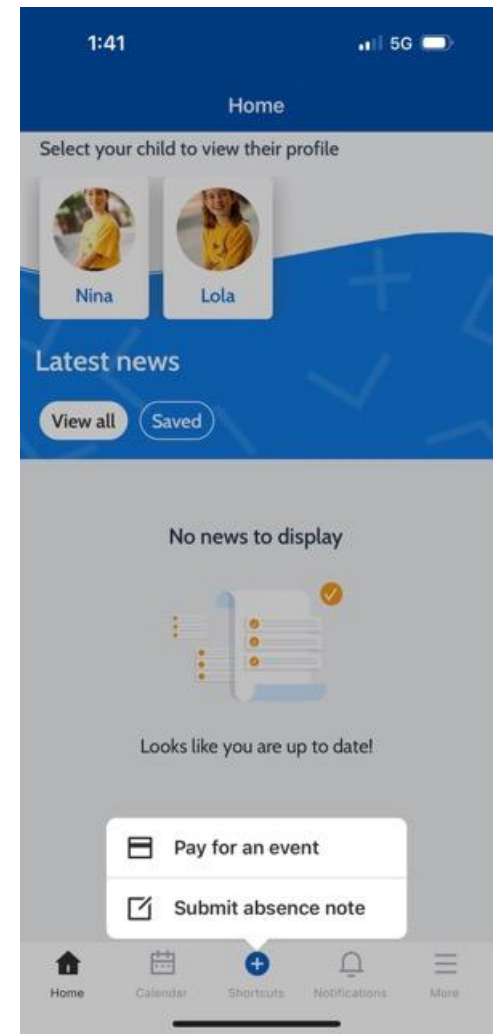 1:41 5G
Home
Select your child to view their profile
Nina Lola
Latest news
View all Saved
No news to display
Looks like you are up to date!
Pay for an event
Submit absence note
Home Calendar Shortcuts Notifications More